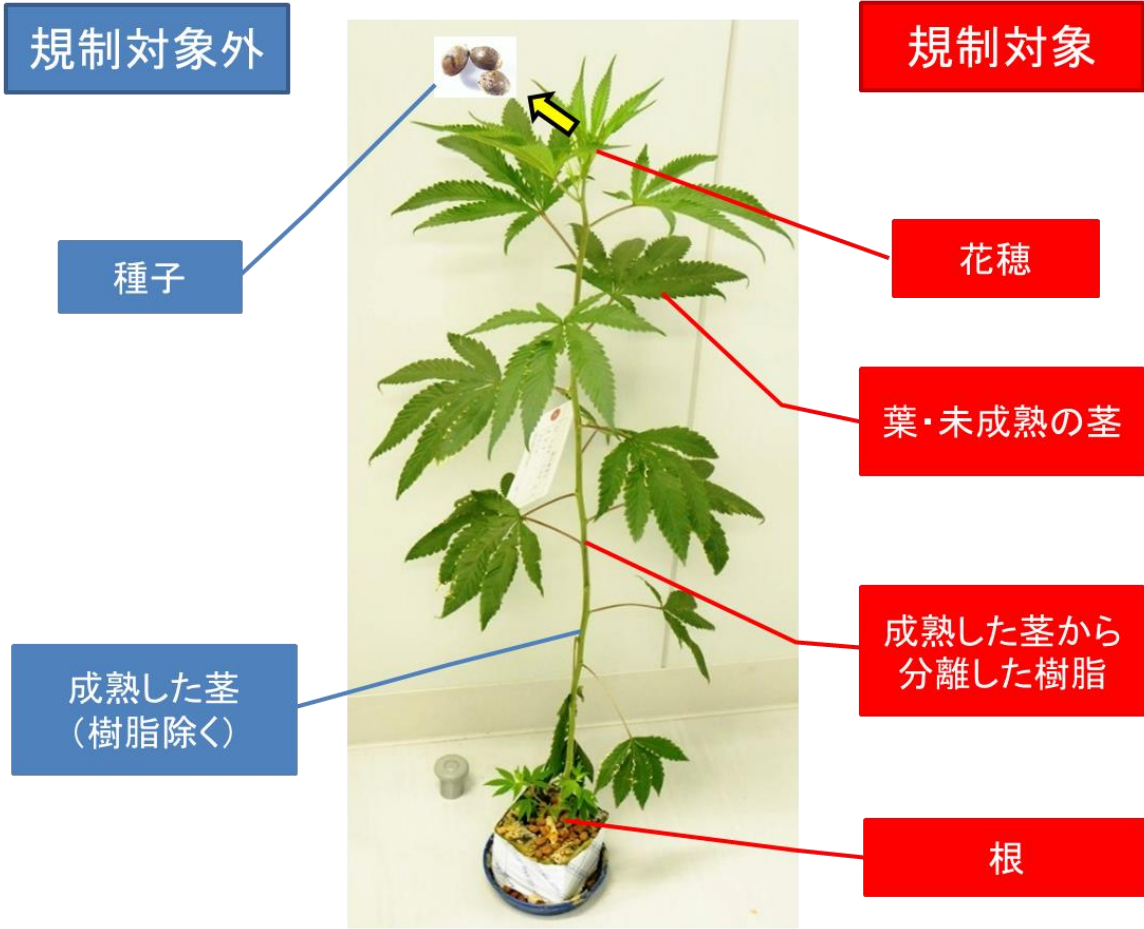 規制対象外
規制対象
種子
花穂
葉・未成熟の茎
成熟した茎から
分離した樹脂
成熟した茎
(樹脂除く)
根